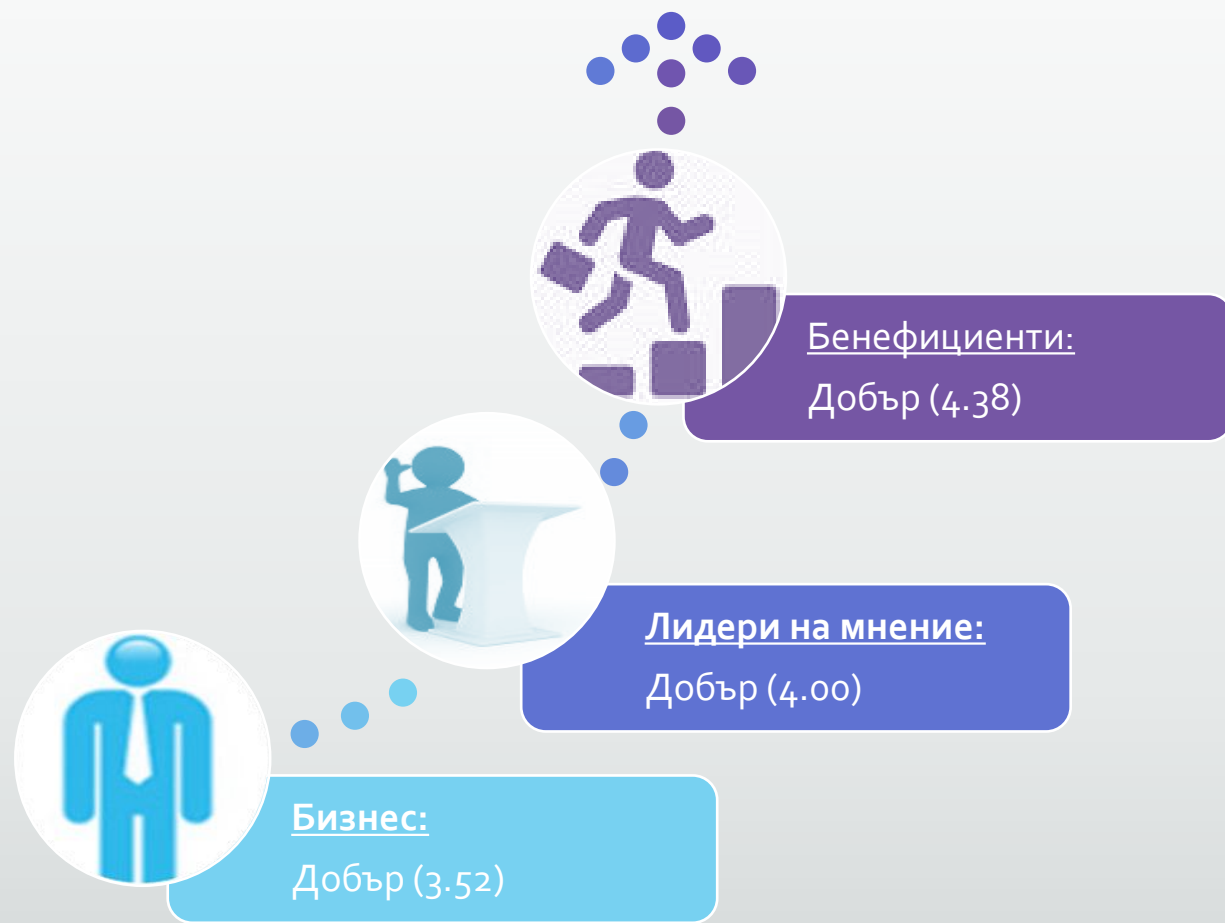 Бенефициенти:
Добър (4.38)
Лидери на мнение:
Добър (4.00)
Бизнес:
Добър (3.52)